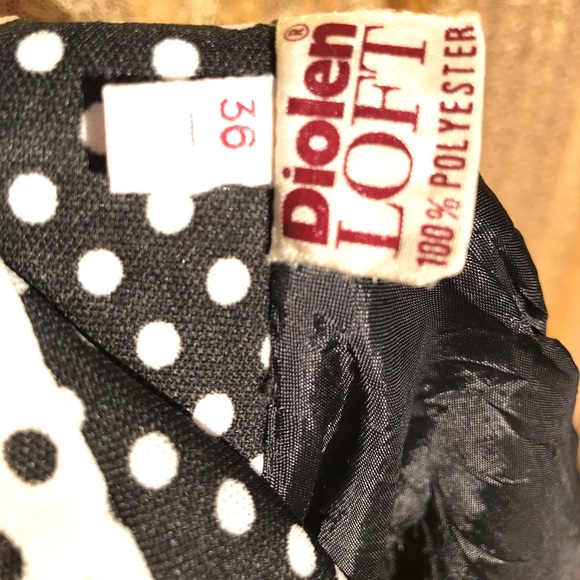 Diolen®
LOFT
100% POLYESTER
36